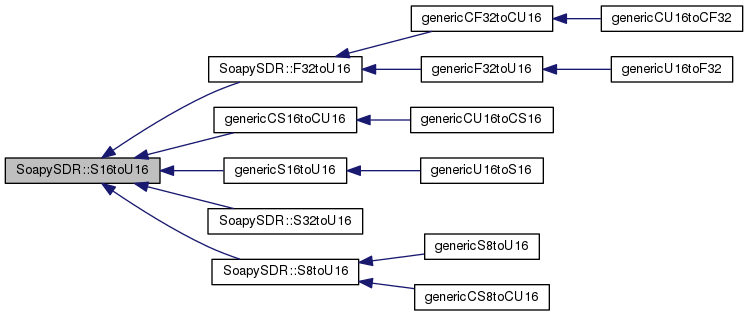 genericCF32toCU16
genericCU16toCF32
SoapySDR::F32toU16
genericF32toU16
genericU16toF32
genericCS16toCU16
genericCU16toCS16
SoapySDR::S16toU16
genericS16toU16
genericU16toS16
SoapySDR::S32toU16
genericS8toU16
SoapySDR::S8toU16
genericCS8toCU16